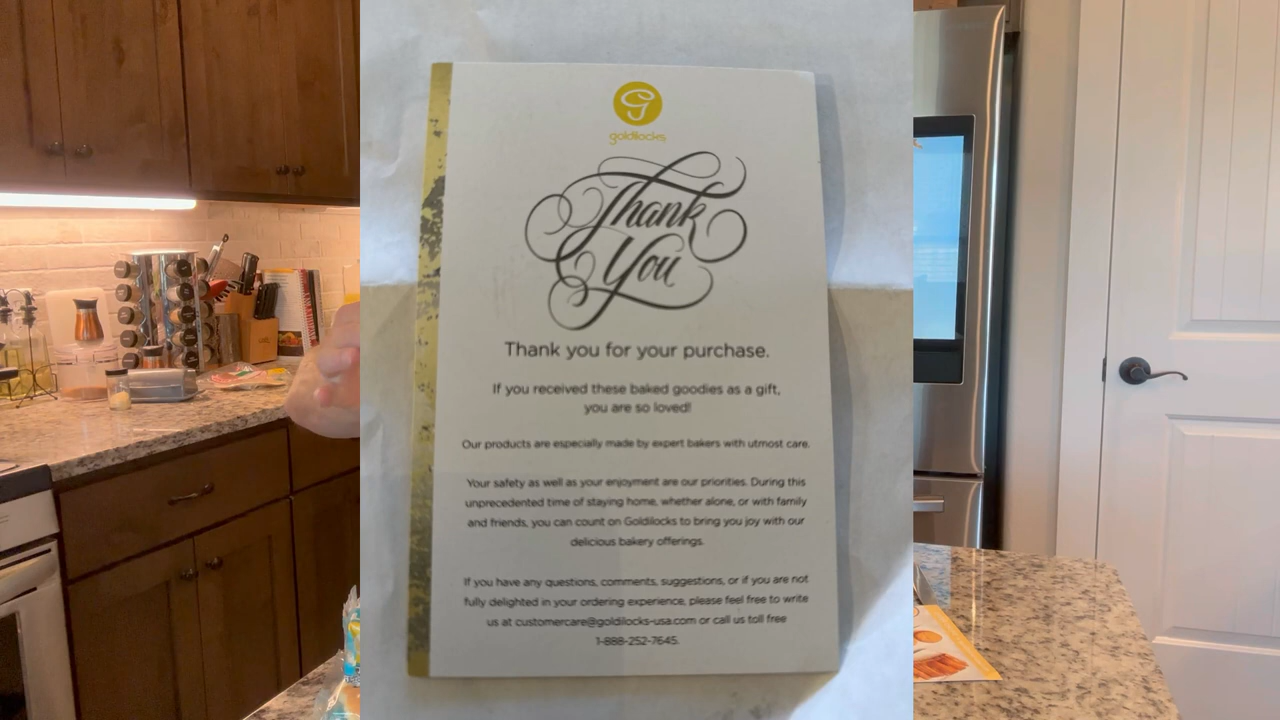 goldilocks
Thank
You
Thank you for your purchase.
If you received these baked goodies as a gift,
you are so loved!
Our products are especially made by expert bakers with utmost care.
Your safety as well as your enjoyment are our priorities. During this
unprecedented time of staying home, whether alone, or with family
and friends, you can count on Goldilocks to bring you joy with our
delicious bakery offerings.
If you have any questions, comments, suggestions, or if you are not
fully delighted in your ordering experience, please feel free to write
us at customercare@goldilocks-usa.com or call us toll free
1-888-252-7645.